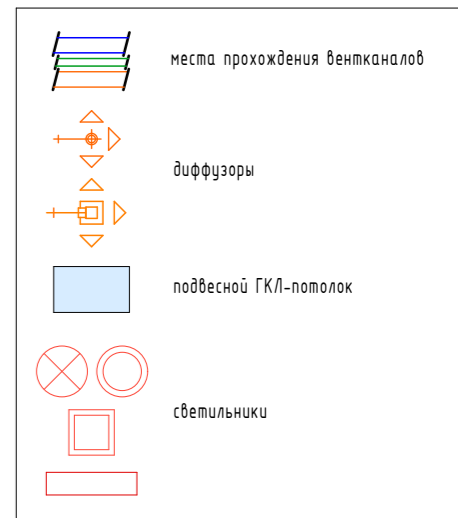 места прохождения вентканалов
диффузоры
подвесной ГКЛ-потолок
светильники